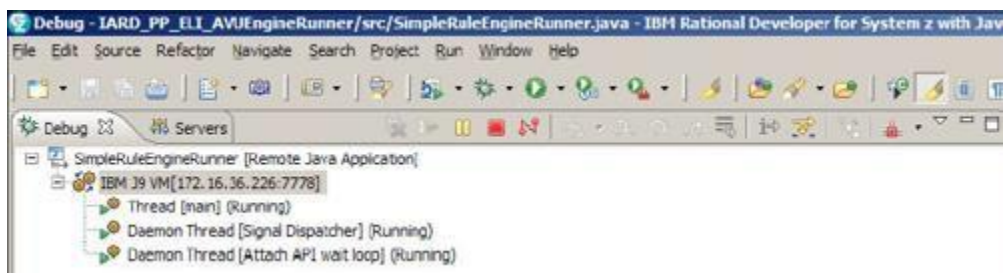 Debug - IARD_PP_ELI_AVUEngineRunner/src/SimpleRuleEngineRunner.java - IBM Rational Developer for System z with Jav
File Edit Source Refactor Navigate Search Project Run Window Help
Debug Servers
SimpleRuleEngineRunner [Remote Java Application]
IBM J9 VM[172.16.36.226:7778]
Thread [main] (Running)
Daemon Thread [Signal Dispatcher] (Running)
Daemon Thread [Attach API wait loop] (Running)